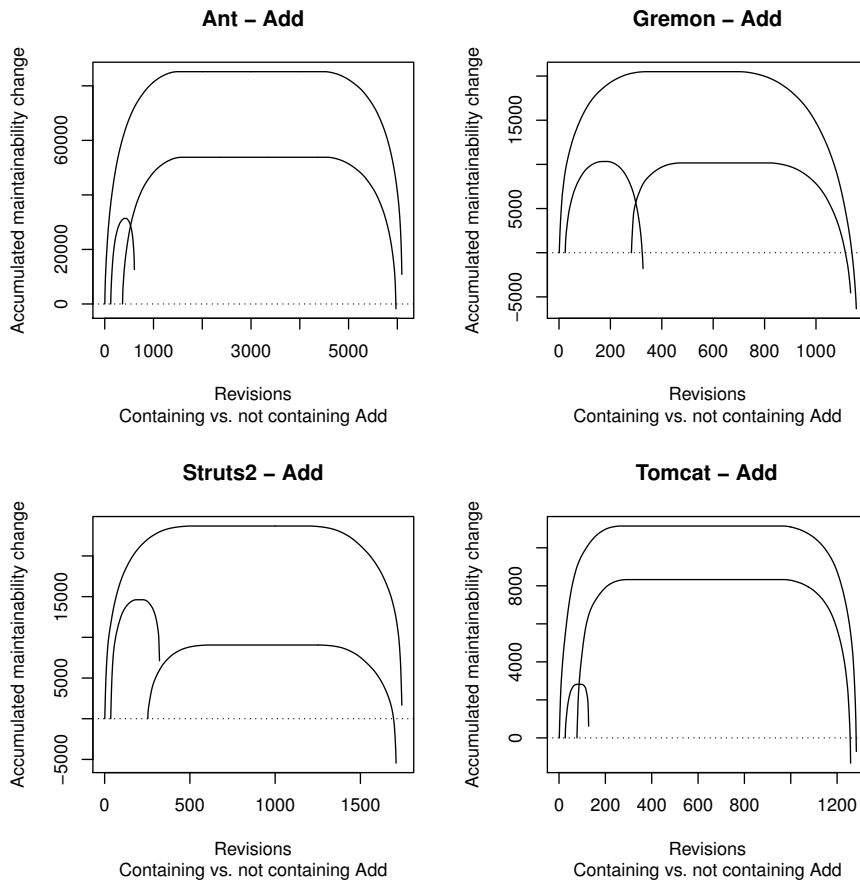 Ant − Add
Accumulated maintainability change
0 20000 60000
0 1000 3000 5000
Revisions
Containing vs. not containing Add
Gremon − Add
Accumulated maintainability change
−5000 5000 15000
0 200 400 600 800 1000
Revisions
Containing vs. not containing Add
Struts2 − Add
Accumulated maintainability change
−5000 5000 15000
0 500 1000 1500
Revisions
Containing vs. not containing Add
Tomcat − Add
Accumulated maintainability change
0 4000 8000
0 200 400 600 800 1200
Revisions
Containing vs. not containing Add